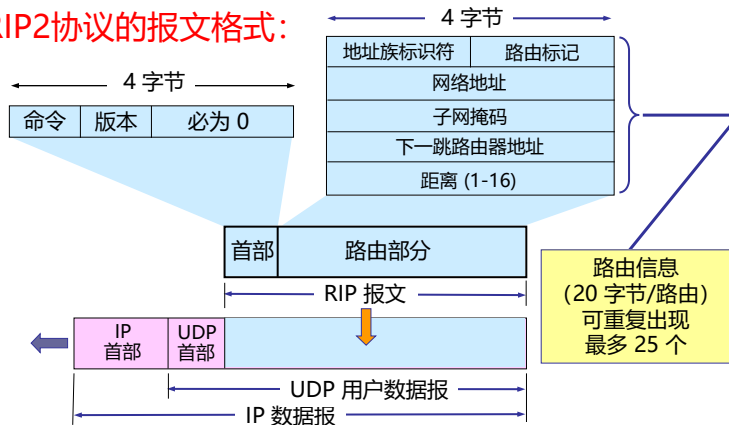 RIP2协议的报文格式：
4 字节
地址族标识符 路由标记
网络地址
子网掩码
下一跳路由器地址
距离 (1-16)
4 字节
命令 版本 必为 0
首部 路由部分
RIP 报文
路由信息
（20 字节/路由）
可重复出现
最多 25 个
IP
首部
UDP
首部
UDP 用户数据报
IP 数据报